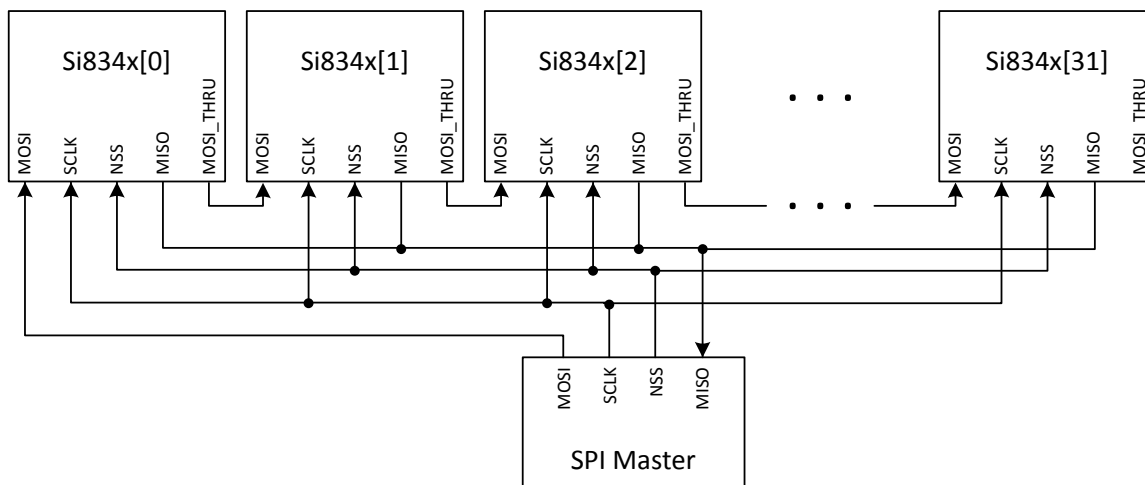 Si834x[0]
MOSI
SCLK
NSS
MISO
MOSI_THRU
Si834x[1]
MOSI
SCLK
NSS
MISO
MOSI_THRU
Si834x[2]
MOSI
SCLK
NSS
MISO
MOSI_THRU
. . .
. . .
Si834x[31]
MOSI
SCLK
NSS
MISO
MOSI_THRU
MOSI
SCLK
NSS
MISO
SPI Master